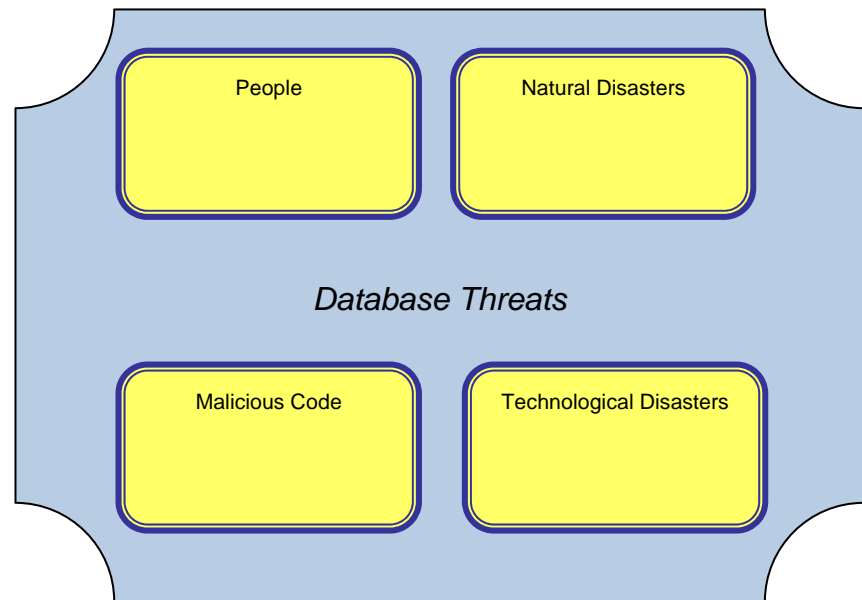 People
Natural Disasters
Database Threats
Malicious Code
Technological Disasters